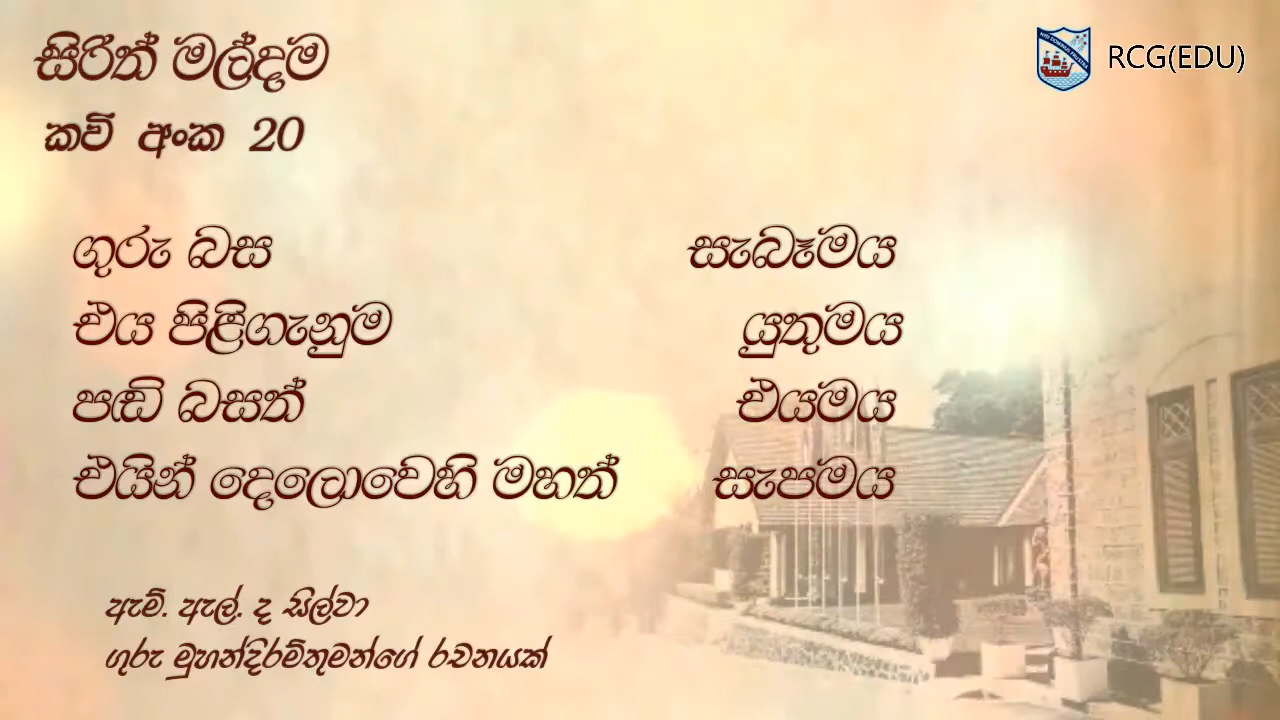 සිරිත් මල්දම
RCG(EDU)
කවි අංක 20
ගුරු බස සැබෑමය
එය පිළිගැනුම යුතුමය
පඬි බසත් එයමය
එයින් දෙලොවෙහි මහත් සැපමය
ඇම්. ඇල්. ද සිල්වා
ගුරු මුහන්දිරම්තුමන්ගේ රචනයක්